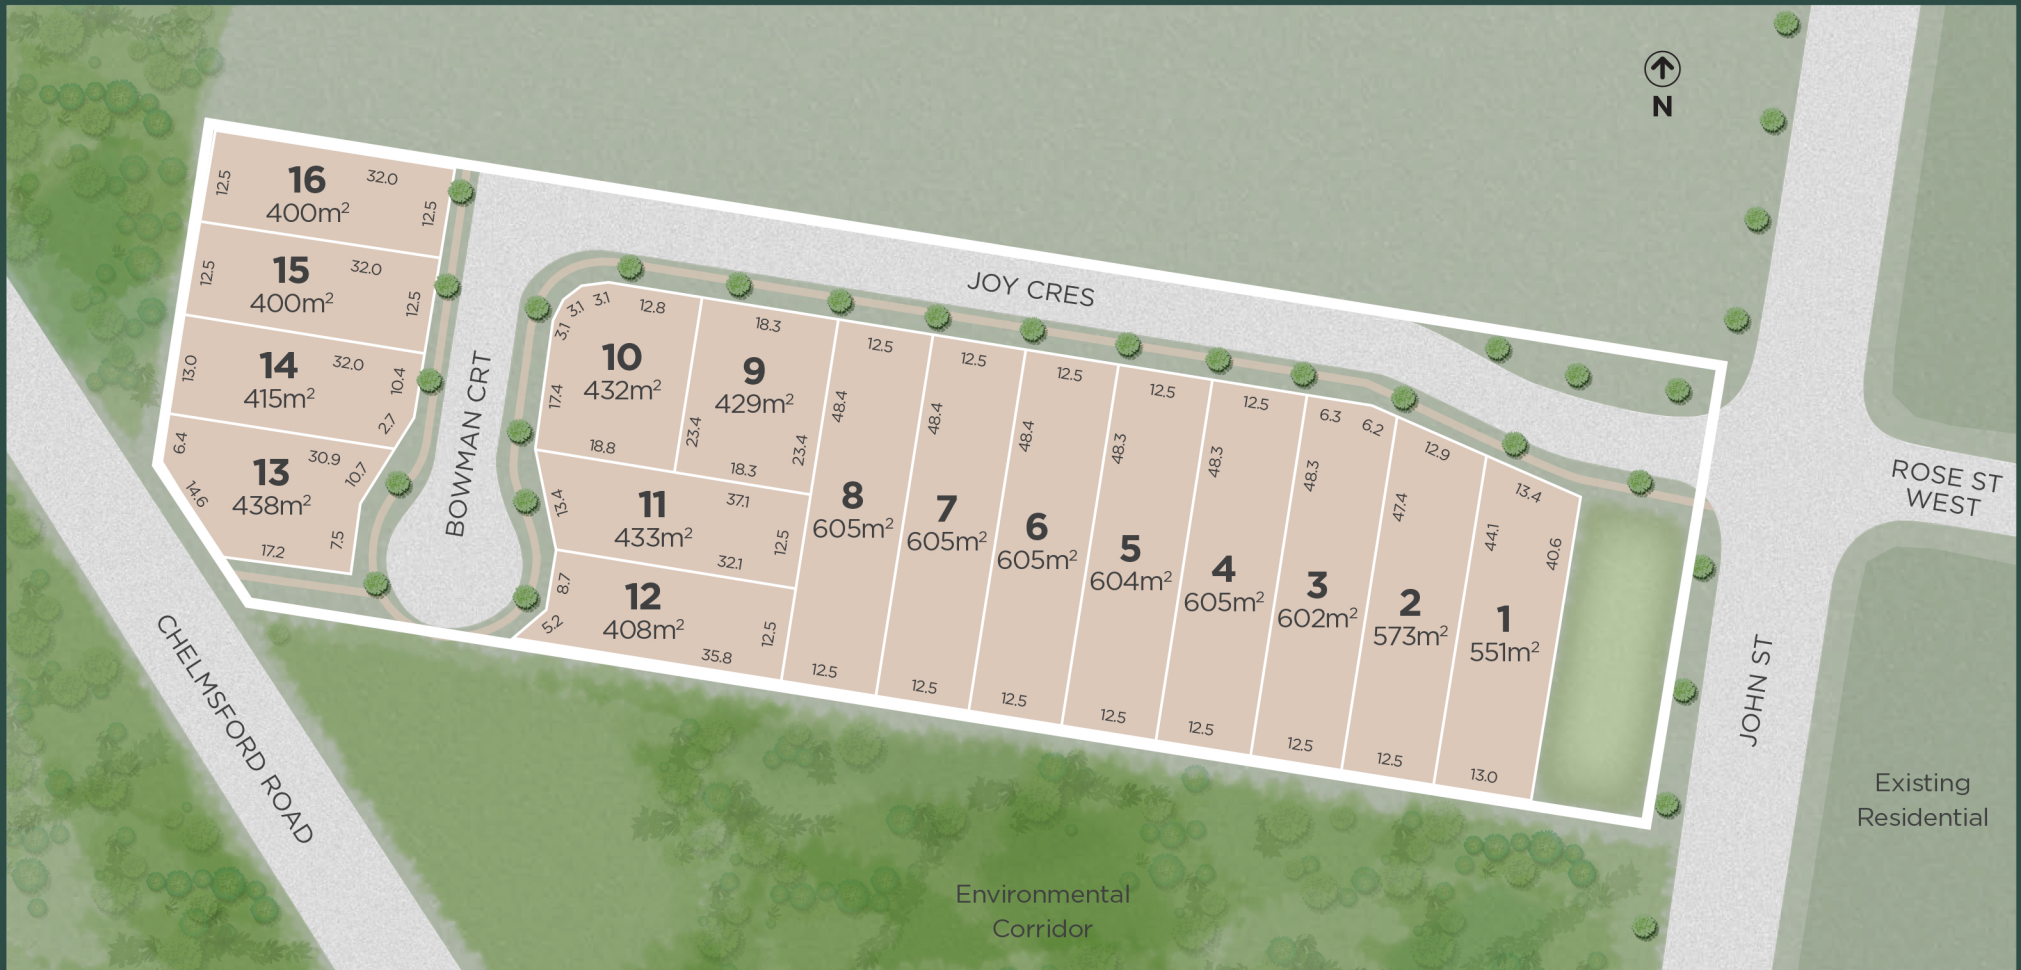 N
16
400m²
12.5
32.0
12.5
15
400m²
12.5
32.0
12.5
14
415m²
13.0
32.0
10.4
2.7
13
438m²
6.4
30.9
10.7
14.6
17.2
7.5
BOWMAN CRT
JOY CRES
10
432m²
3.1
3.1
3.1
12.8
17.4
18.8
9
429m²
18.3
23.4
23.4
18.3
11
433m²
13.4
37.1
12.5
32.1
12
408m²
8.7
5.2
12.5
35.8
8
605m²
12.5
48.4
12.5
7
605m²
12.5
48.4
12.5
6
605m²
12.5
48.4
12.5
5
604m²
12.5
48.3
12.5
4
605m²
12.5
48.3
12.5
3
602m²
6.3
6.2
48.3
12.5
2
573m²
12.9
47.4
12.5
1
551m²
13.4
44.1
40.6
13.0
ROSE ST
WEST
JOHN ST
CHELMSFORD ROAD
Existing
Residential
Environmental
Corridor